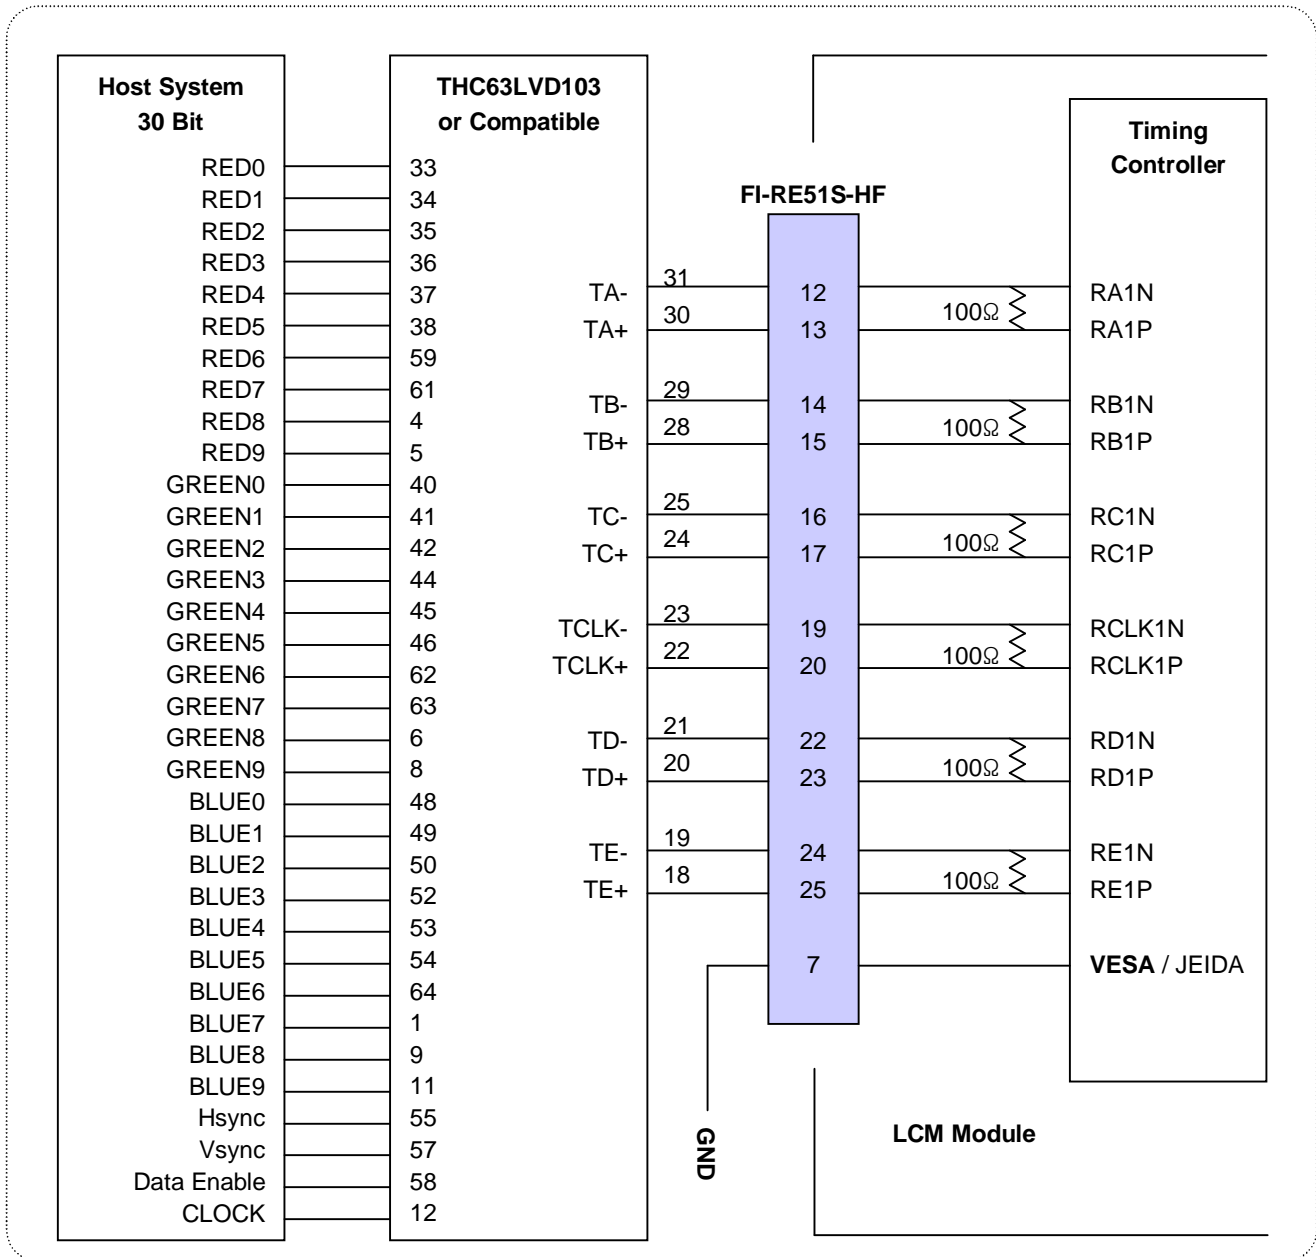 Host System
30 Bit
THC63LVD103
or Compatible
Timing
Controller
FI-RE51S-HF
RED0 33
RED1 34
RED2 35
RED3 36
RED4 37
RED5 38
RED6 59
RED7 61
RED8 4
RED9 5
GREEN0 40
GREEN1 41
GREEN2 42
GREEN3 44
GREEN4 45
GREEN5 46
GREEN6 62
GREEN7 63
GREEN8 6
GREEN9 8
BLUE0 48
BLUE1 49
BLUE2 50
BLUE3 52
BLUE4 53
BLUE5 54
BLUE6 64
BLUE7 1
BLUE8 9
BLUE9 11
Hsync 55
Vsync 57
Data Enable 58
CLOCK 12
TA- 31 12 RA1N
100Ω
TA+ 30 13 RA1P
TB- 29 14 RB1N
100Ω
TB+ 28 15 RB1P
TC- 25 16 RC1N
100Ω
TC+ 24 17 RC1P
TCLK- 23 19 RCLK1N
100Ω
TCLK+ 22 20 RCLK1P
TD- 21 22 RD1N
100Ω
TD+ 20 23 RD1P
TE- 19 24 RE1N
100Ω
TE+ 18 25 RE1P
7 VESA / JEIDA
GND
LCM Module